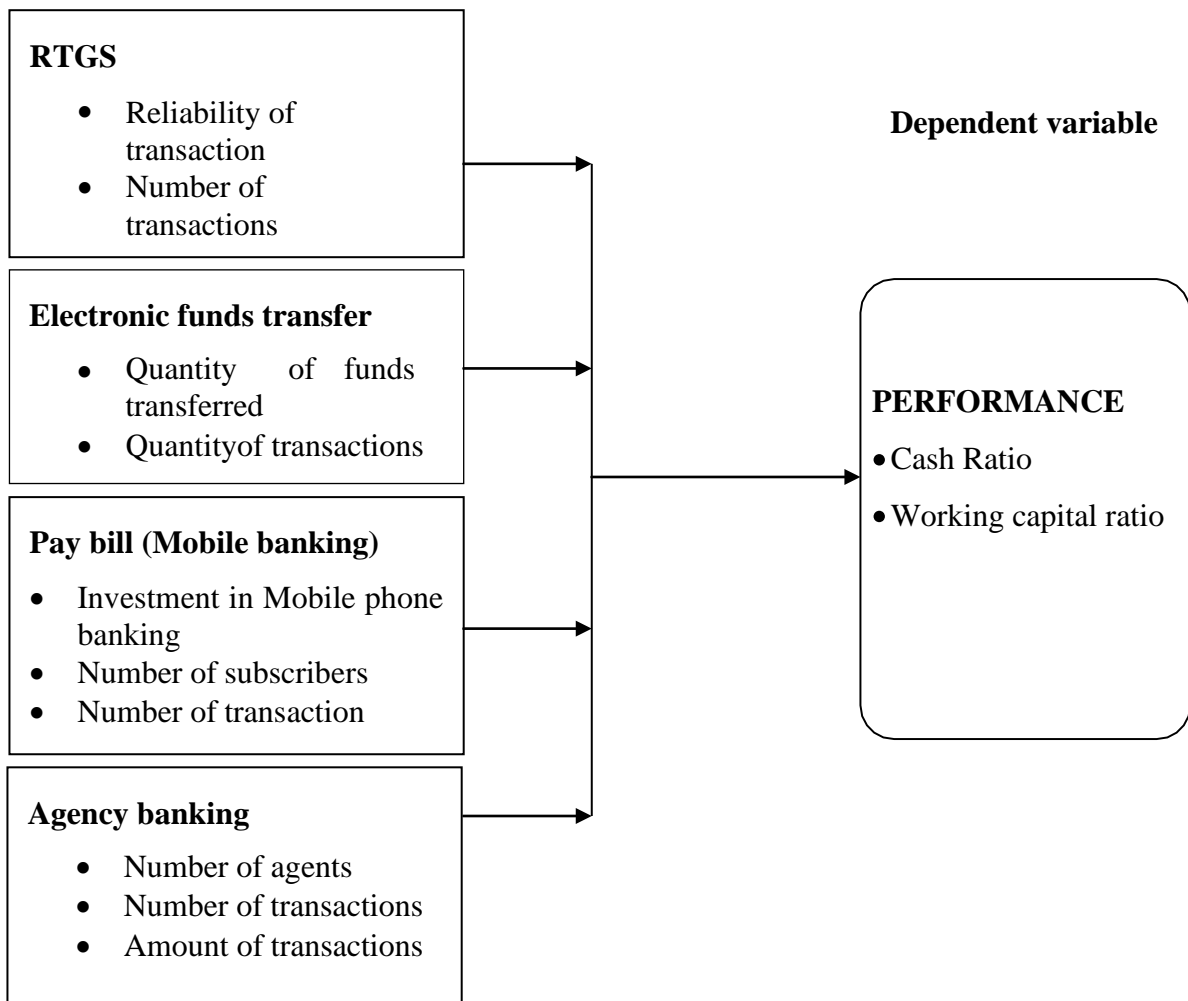 RTGS
• Reliability of
transaction
• Number of
transactions
Electronic funds transfer
• Quantity of funds
transferred
• Quantityof transactions
Pay bill (Mobile banking)
• Investment in Mobile phone
banking
• Number of subscribers
• Number of transaction
Agency banking
• Number of agents
• Number of transactions
• Amount of transactions
Dependent variable
PERFORMANCE
• Cash Ratio
• Working capital ratio